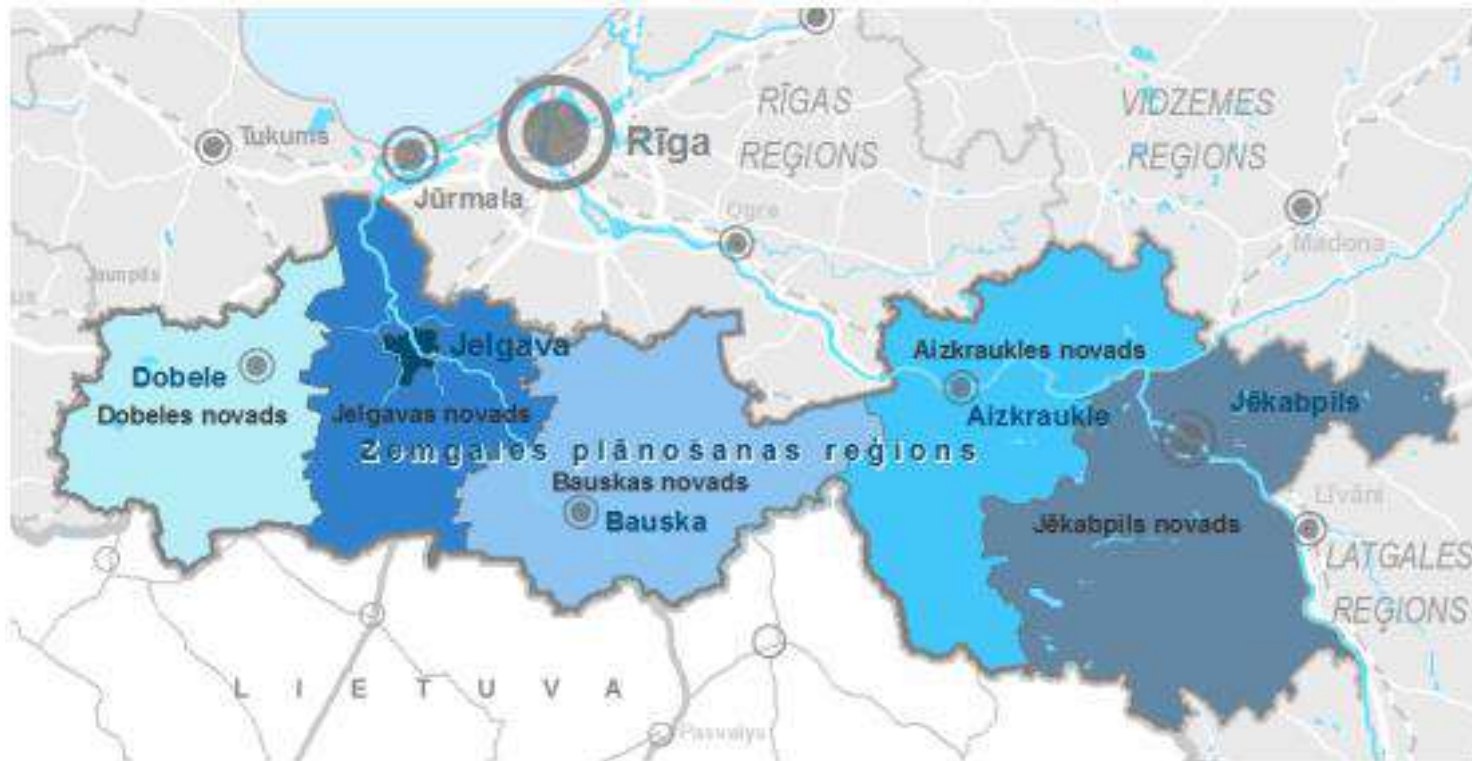 RĪGAS
REĢIONS
VIDZEMES
REĢIONS
Tukums
Rīga
Jūrmala
Ogre
Madona
Jaunpils
Jelgava
Aizkraukles novads
Dobele
Dobeles novads
Jelgavas novads
Aizkraukle
Jēkabpils
Zemgales plānošanas reģions
Bauskas novads
Bauska
Jēkabpils novads
Līvāni
LATGALES
REĢIONS
LIETUVA
Pasvalys